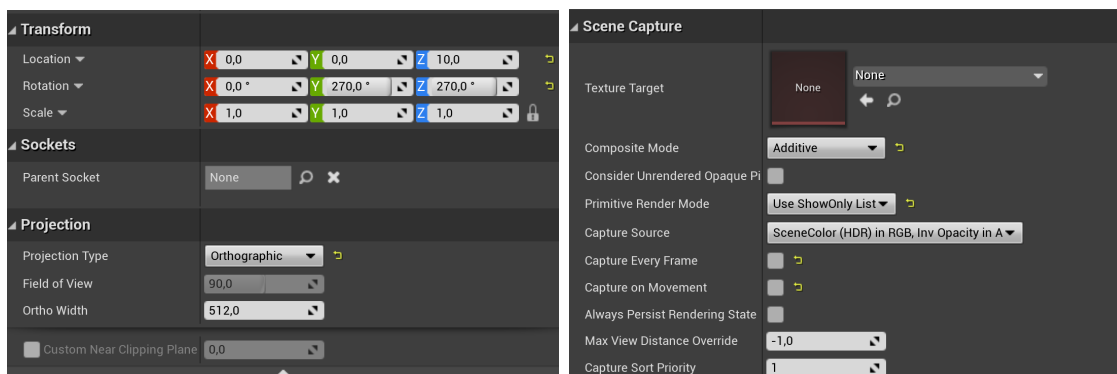 Transform
Location
X 0,0 Y 0,0 Z 10,0
Rotation
X 0,0 ° Y 270,0 ° Z 270,0 °
Scale
X 1,0 Y 1,0 Z 1,0
Sockets
Parent Socket None
Projection
Projection Type Orthographic
Field of View 90,0
Ortho Width 512,0
Custom Near Clipping Plane 0,0
Scene Capture
Texture Target None None
Composite Mode Additive
Consider Unrendered Opaque Pi
Primitive Render Mode Use ShowOnly List
Capture Source SceneColor (HDR) in RGB, Inv Opacity in A
Capture Every Frame
Capture on Movement
Always Persist Rendering State
Max View Distance Override -1,0
Capture Sort Priority 1